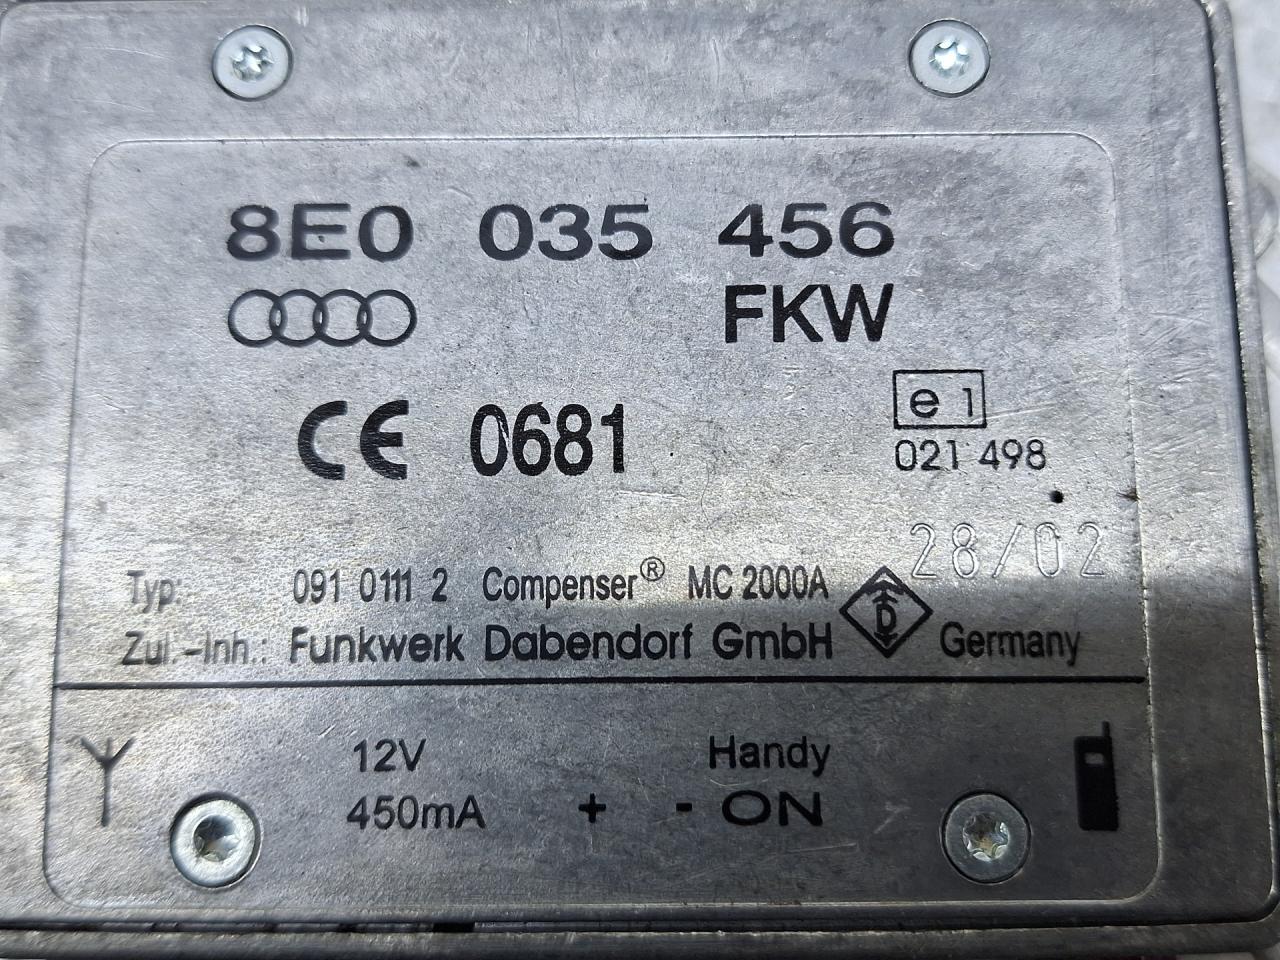 8E0 035 456
FKW
CE 0681
e 1
021 498
28/02
Typ: 091 0111 2 Compenser® MC 2000A
Zul.-Inh.: Funkwerk Dabendorf GmbH D Germany
12V Handy
450mA + - ON